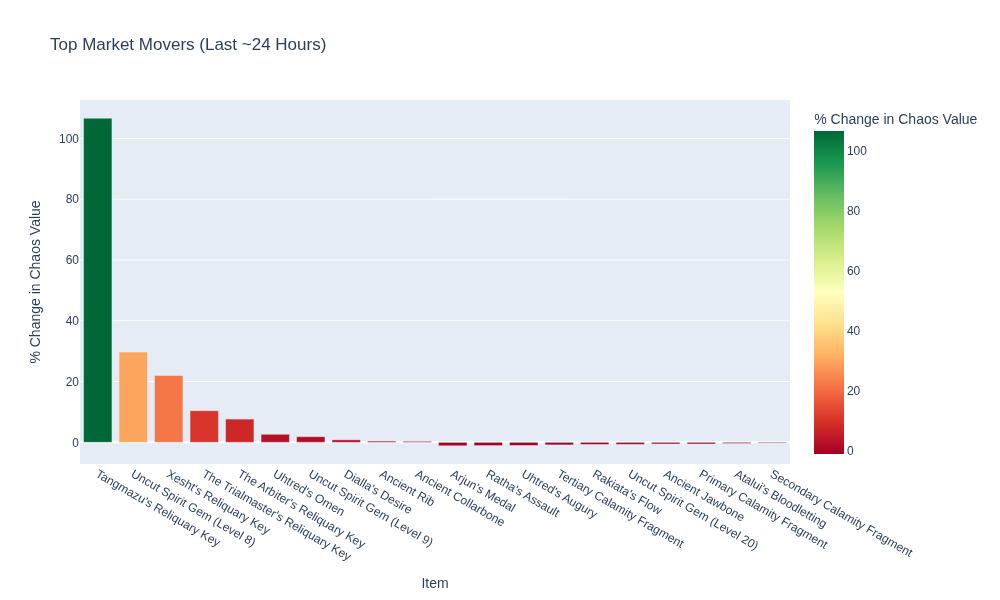 Top Market Movers (Last ~24 Hours)
% Change in Chaos Value
100
80
60
40
20
0
Tangmazu's Reliquary Key
Uncut Spirit Gem (Level 8)
Xesht's Reliquary Key
The Trialmaster's Reliquary Key
The Arbiter's Reliquary Key
Uhtred's Omen
Uncut Spirit Gem (Level 9)
Dialla's Desire
Ancient Rib
Ancient Collarbone
Arjun's Medal
Ratha's Assault
Uhtred's Augury
Tertiary Calamity Fragment
Rakiata's Flow
Uncut Spirit Gem (Level 20)
Ancient Jawbone
Primary Calamity Fragment
Atalui's Bloodletting
Secondary Calamity Fragment
Item
% Change in Chaos Value
100
80
60
40
20
0